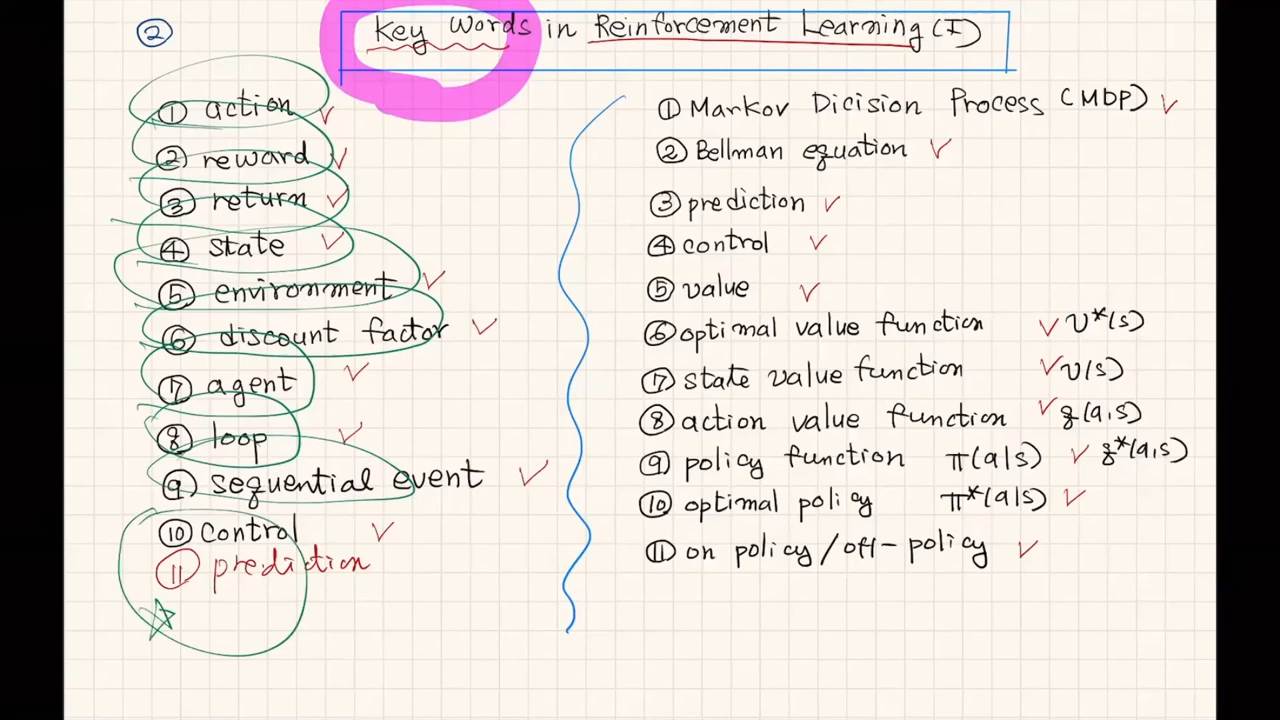 ②
Key Words in Reinforcement Learning (I)
① action
② reward
③ return
④ state
⑤ environment
⑥ discount factor
⑦ agent
⑧ loop
⑨ sequential event
⑩ control
⑪ prediction
① Markov Dicision Process (MDP)
② Bellman equation
③ prediction
④ control
⑤ value
⑥ optimal value function v*(s)
⑦ state value function v(s)
⑧ action value function q(a,s)
⑨ policy function π(a|s) q*(a,s)
⑩ optimal policy π*(a|s)
⑪ on policy/off-policy